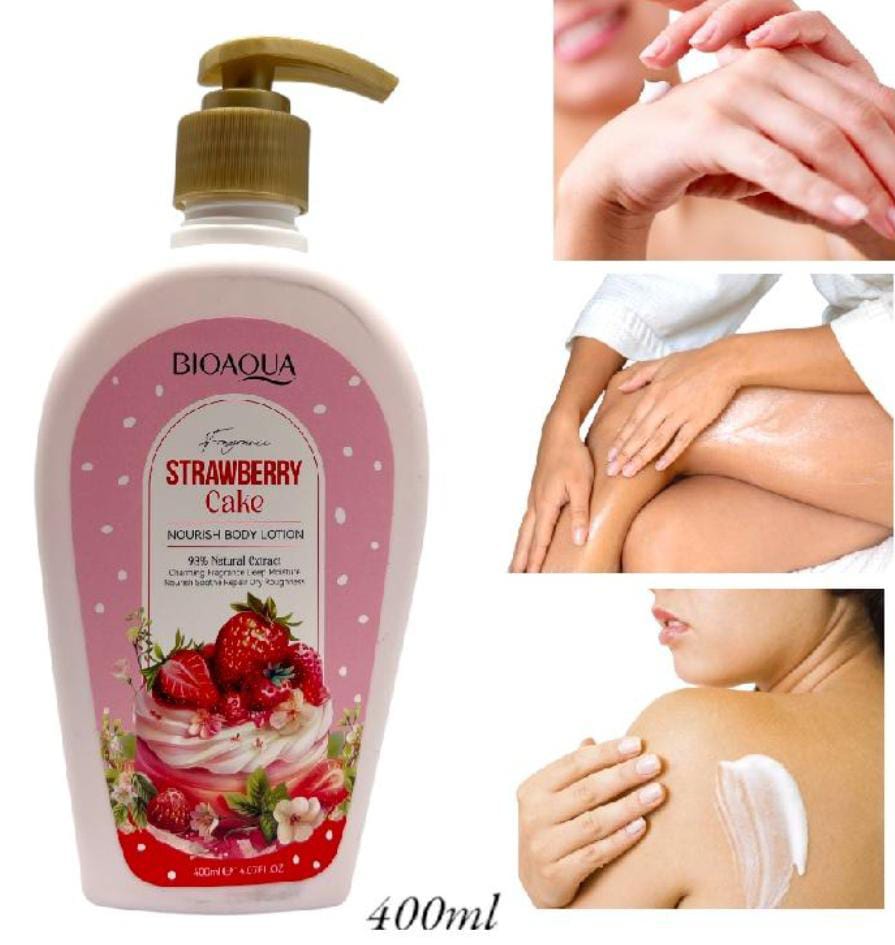 BIOAQUA
Fragrance
STRAWBERRY
Cake
NOURISH BODY LOTION
93% Natural Extract
Charming Fragrance Deep Moisture
Nourish Soothe Repair Dry Roughness
400ml
400ml